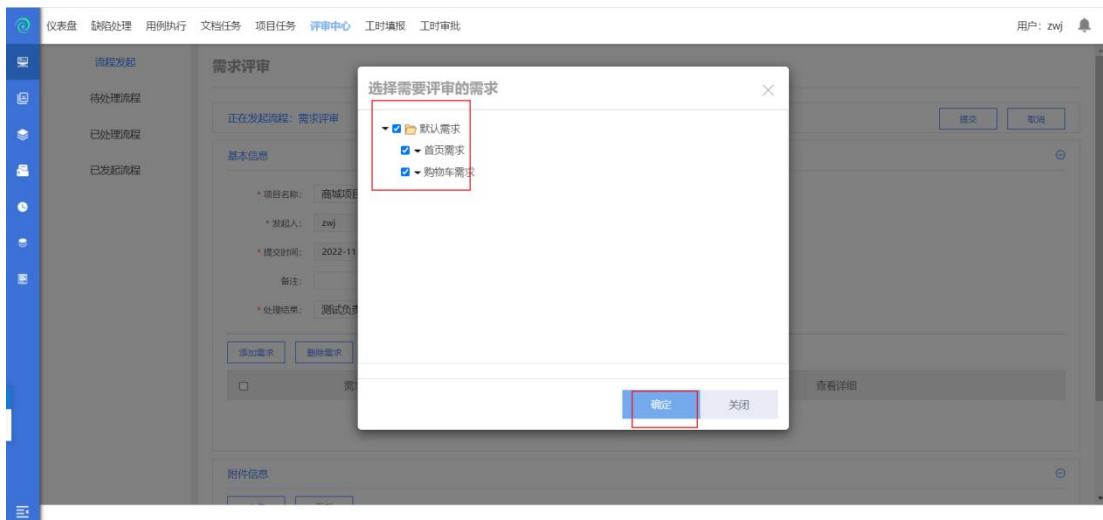 仪表盘 缺陷处理 用例执行 文档任务 项目任务 评审中心 工时填报 工时审批 用户：zwj
流程发起
待处理流程
已处理流程
已发起流程
需求评审
正在发起流程：需求评审
提交 取消
基本信息
* 项目名称： 商城项目
* 发起人： zwj
* 提交时间： 2022-11
备注：
* 处理结果： 测试负责
添加需求 删除需求
需 查看详细
附件信息
选择需要评审的需求
默认需求
首页需求
购物车需求
确定 关闭